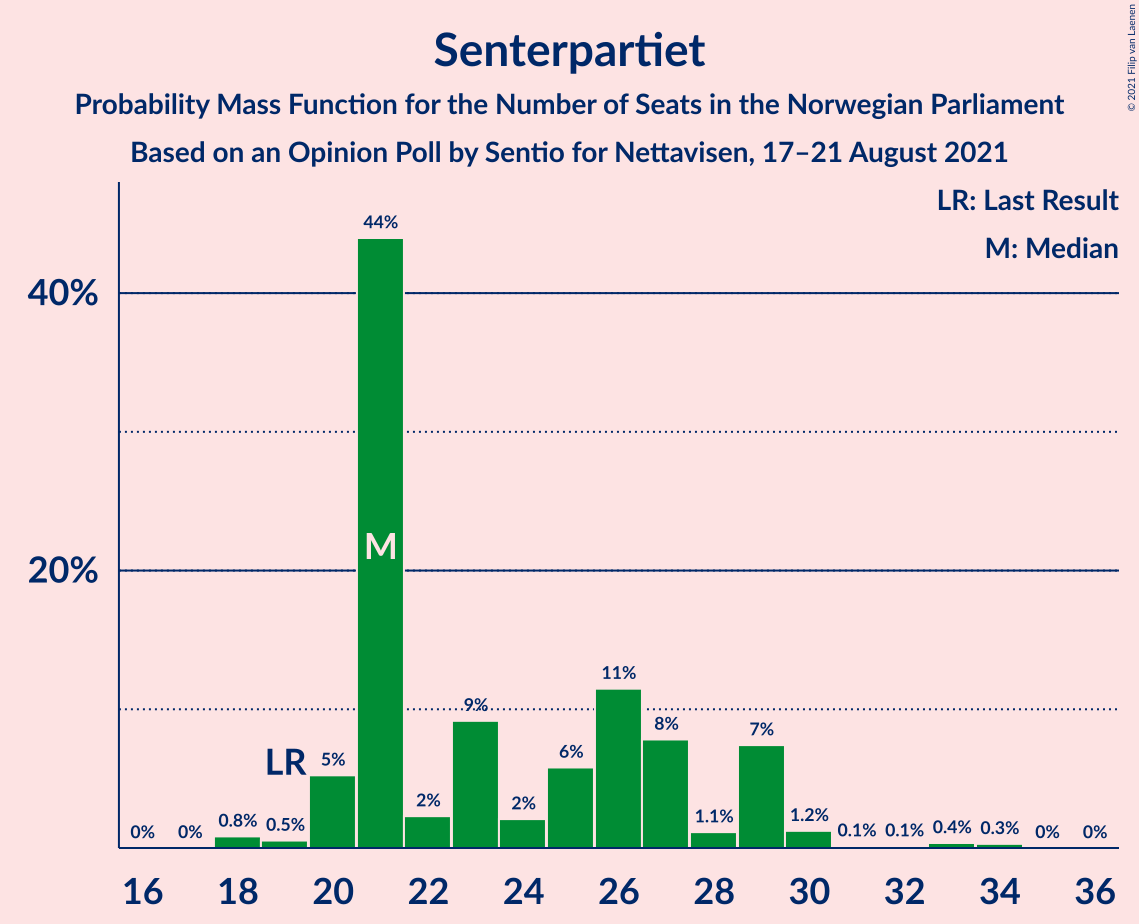 Senterpartiet
Probability Mass Function for the Number of Seats in the Norwegian Parliament
Based on an Opinion Poll by Sentio for Nettavisen, 17–21 August 2021
© 2021 Filip van Laenen
LR: Last Result
M: Median
40%
20%
0%
0%
0.8%
0.5%
LR
5%
44%
M
2%
9%
2%
6%
11%
8%
1.1%
7%
1.2%
0.1%
0.1%
0.4%
0.3%
0%
0%
16 18 20 22 24 26 28 30 32 34 36